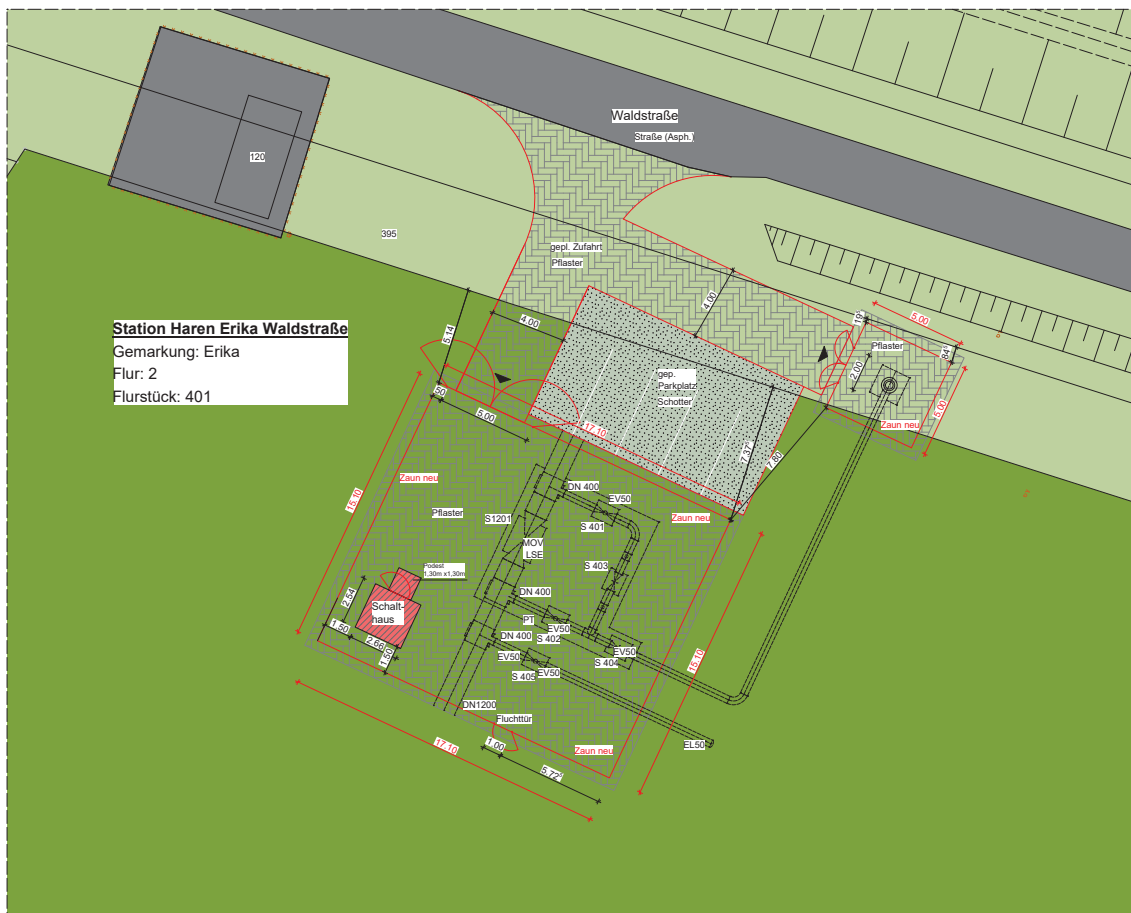 Waldstraße
Straße (Asph.)
120
395
gepl. Zufahrt
Pflaster
Station Haren Erika Waldstraße
Gemarkung: Erika
Flur: 2
Flurstück: 401
5.14
4.00
4.00
19⁵
5.00
84⁵
Pflaster
2.00
5.00
Zaun neu
gep.
Parkplatz
Schotter
50
5.00
17.10
7.37⁵
7.80
15.10
Zaun neu
Pflaster
DN 400
EV50
S1201
S 401
Zaun neu
MOV
LSE
S 403
Podest
1,30m x1,30m
2.54
Schalt-
haus
1.50
2.66
1.50
DN 400
PT
EV50
S 402
DN 400
EV50
S 404
EV50
EV50
S 405
15.10
DN1200
Fluchttür
17.10
1.00
5.72⁵
Zaun neu
EL50